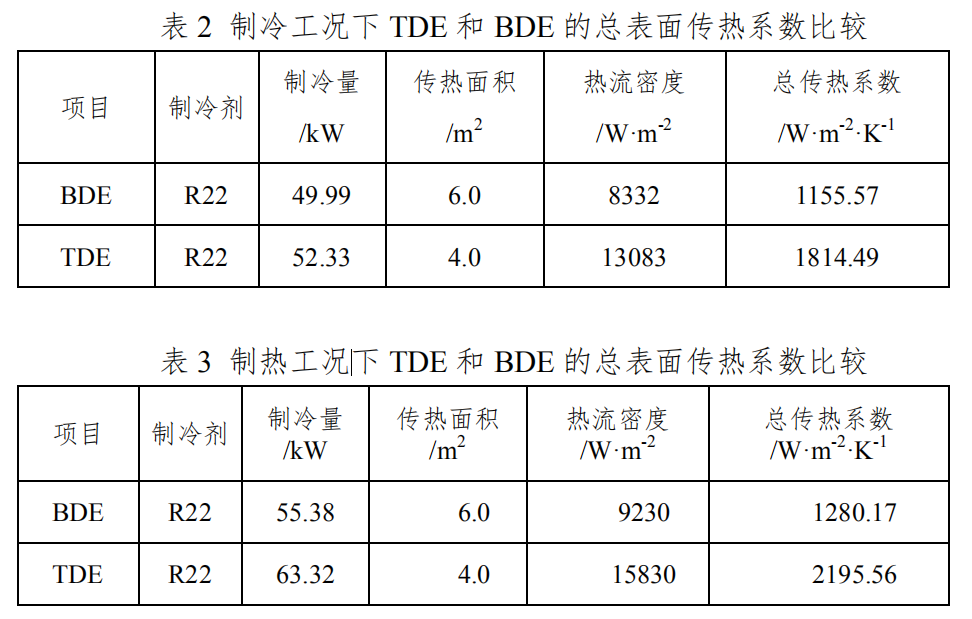 表 2 制冷工况下 TDE 和 BDE 的总表面传热系数比较
项目 制冷剂 制冷量 /kW 传热面积 /m² 热流密度 /W·m⁻² 总传热系数 /W·m⁻²·K⁻¹
BDE R22 49.99 6.0 8332 1155.57
TDE R22 52.33 4.0 13083 1814.49
表 3 制热工况下 TDE 和 BDE 的总表面传热系数比较
项目 制冷剂 制冷量 /kW 传热面积 /m² 热流密度 /W·m⁻² 总传热系数 /W·m⁻²·K⁻¹
BDE R22 55.38 6.0 9230 1280.17
TDE R22 63.32 4.0 15830 2195.56